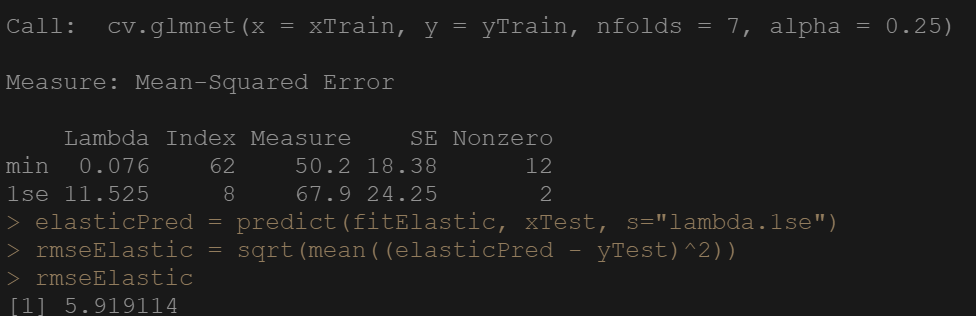 Call:  cv.glmnet(x = xTrain, y = yTrain, nfolds = 7, alpha = 0.25)
Measure: Mean-Squared Error
    Lambda Index Measure    SE Nonzero
min  0.076    62    50.2 18.38      12
1se 11.525     8    67.9 24.25       2
> elasticPred = predict(fitElastic, xTest, s="lambda.1se")
> rmseElastic = sqrt(mean((elasticPred - yTest)^2))
> rmseElastic
[1] 5.919114